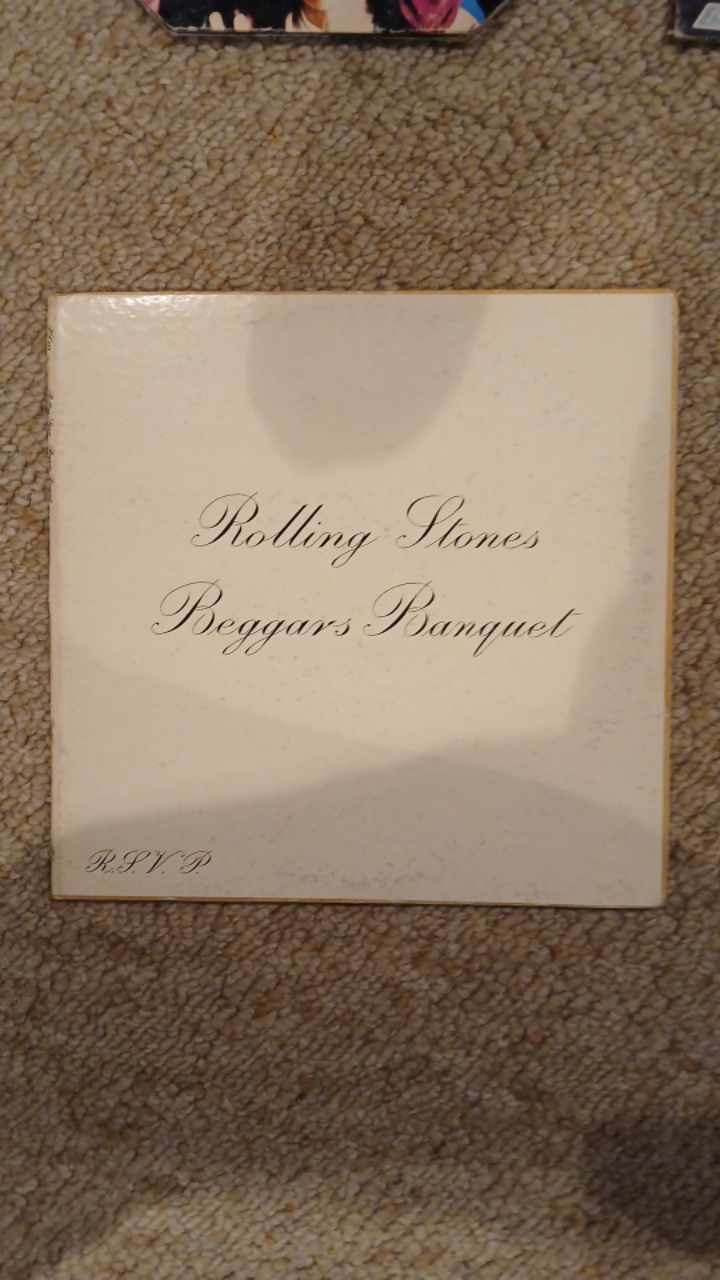 Rolling Stones
Beggars Banquet
R.S.V.P.